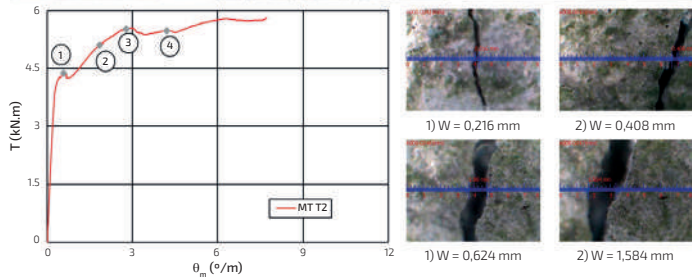 6
4.5
3
1.5
0
T (kN.m)
1
2
3
4
MT T2
0
3
6
9
12
θm (º/m)
1) W = 0,216 mm
2) W = 0,408 mm
1) W = 0,624 mm
2) W = 1,584 mm